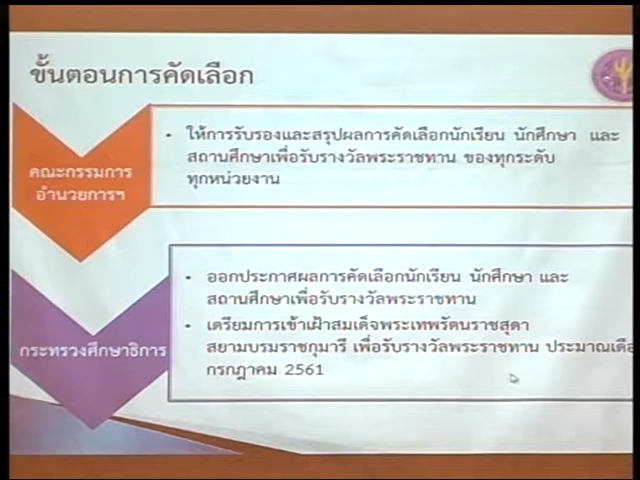 ขั้นตอนการคัดเลือก
คณะกรรมการ
อำนวยการฯ
• ให้การรับรองและสรุปผลการคัดเลือกนักเรียน นักศึกษา และ
สถานศึกษาเพื่อรับรางวัลพระราชทาน ของทุกระดับ
ทุกหน่วยงาน
กระทรวงศึกษาธิการ
• ออกประกาศผลการคัดเลือกนักเรียน นักศึกษา และ
สถานศึกษาเพื่อรับรางวัลพระราชทาน
• เตรียมการเข้าเฝ้าสมเด็จพระเทพรัตนราชสุดา
สยามบรมราชกุมารี เพื่อรับรางวัลพระราชทาน ประมาณเดือ
กรกฎาคม 2561